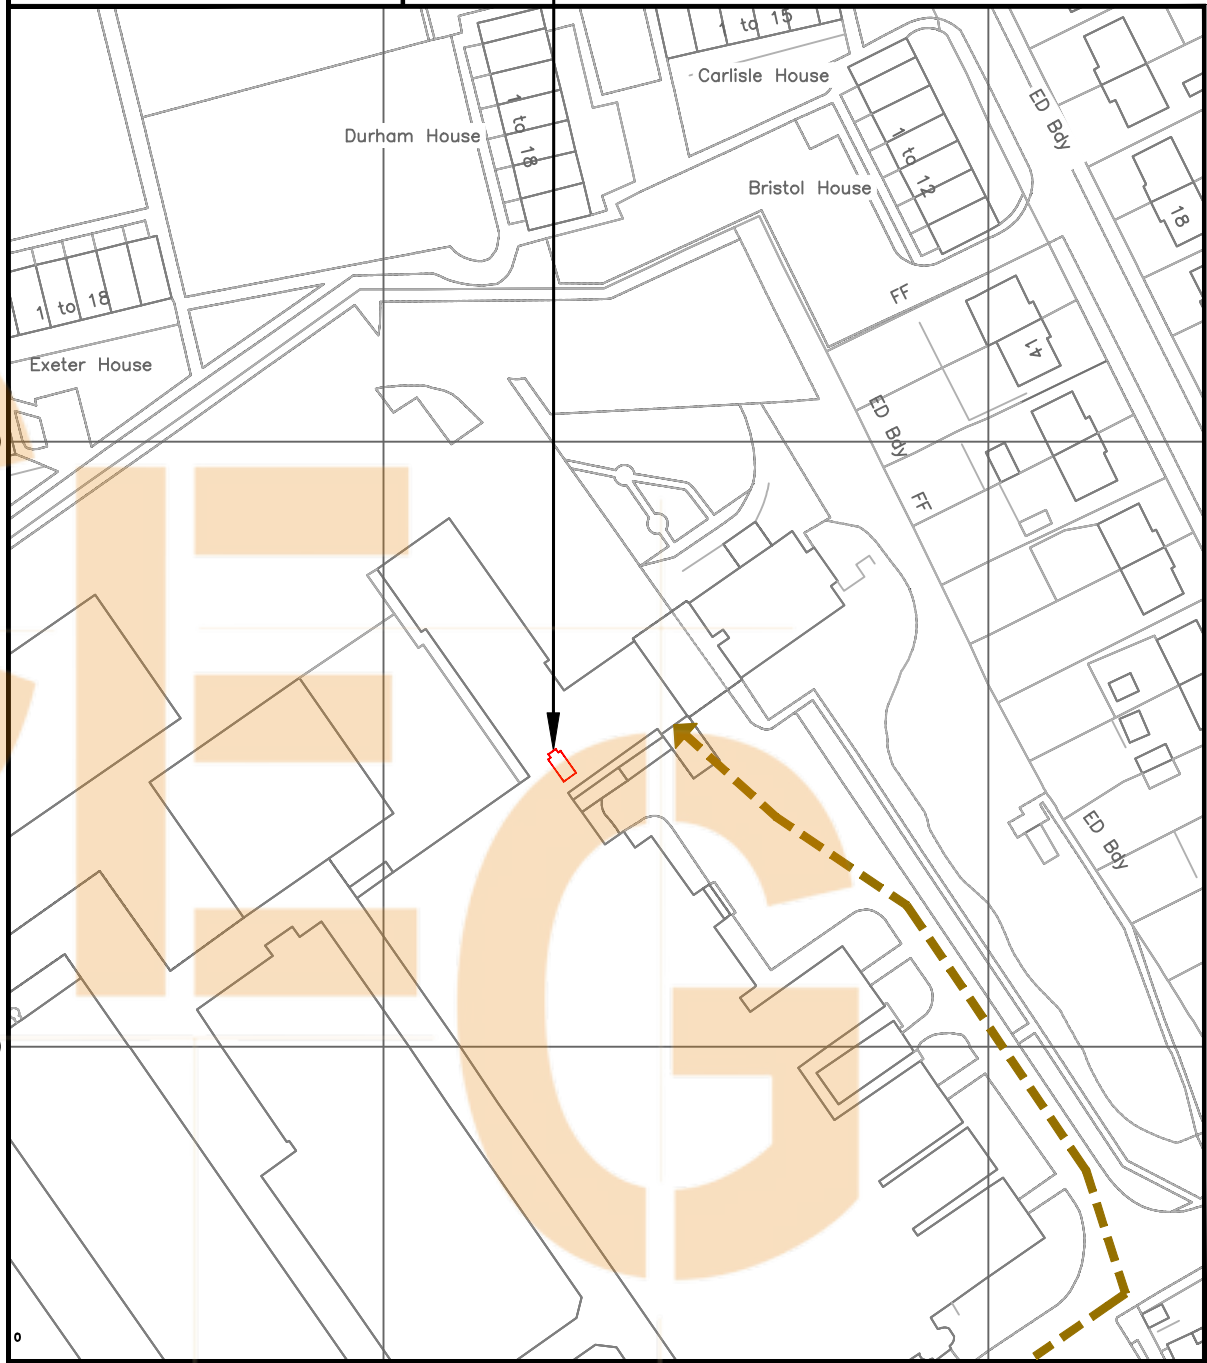 1 to 15
Carlisle House
Durham House
1 to 18
ED Bdy
1 to 12
Bristol House
18
FF
1 to 18
Exeter House
41
ED Bdy
FF
ED Bdy
EG
0